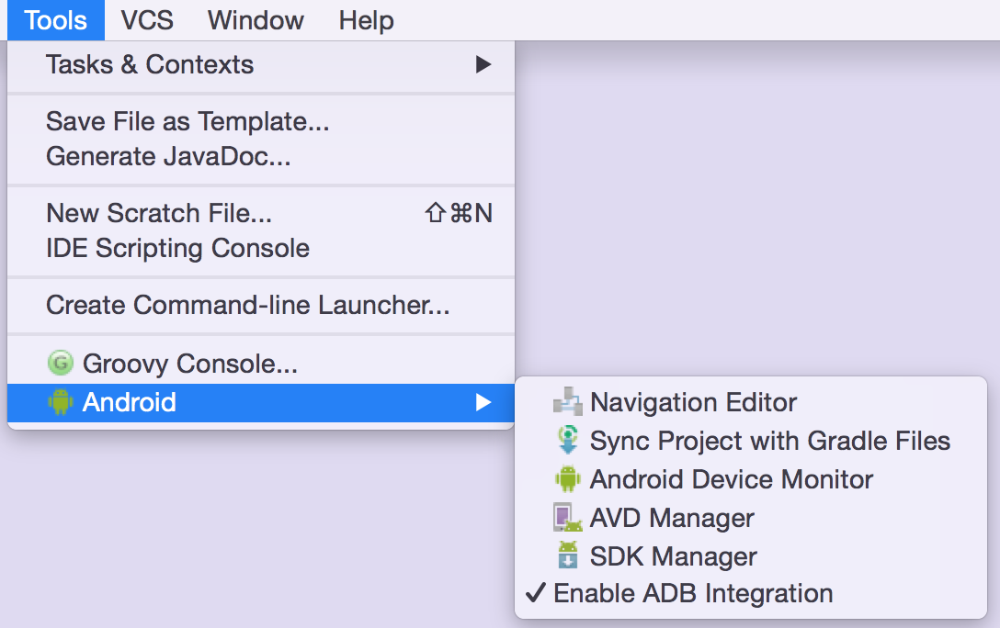 Tools VCS Window Help
Tasks & Contexts
Save File as Template...
Generate JavaDoc...
New Scratch File... ⇧⌘N
IDE Scripting Console
Create Command-line Launcher...
G Groovy Console...
Android
Navigation Editor
Sync Project with Gradle Files
Android Device Monitor
AVD Manager
SDK Manager
Enable ADB Integration